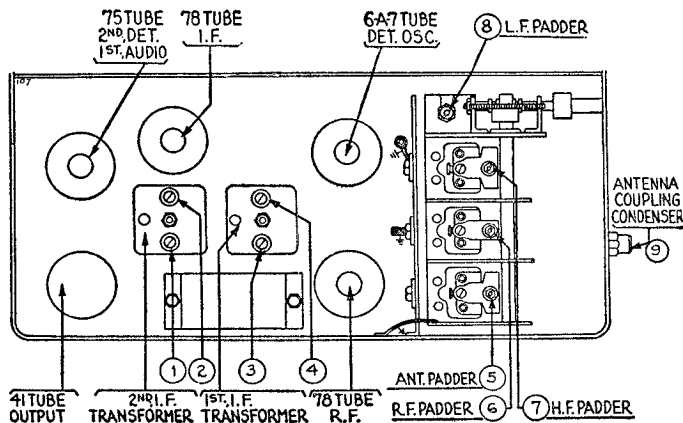 75 TUBE
2ND. DET.
1ST. AUDIO
78 TUBE
I.F.
6-A-7 TUBE
DET. OSC.
8 L.F. PADDER
107
ANTENNA
COUPLING
CONDENSER
9
1
2
3
4
ANT. PADDER 5
R.F. PADDER 6
7 H.F. PADDER
41 TUBE
OUTPUT
2ND. I.F.
TRANSFORMER
1ST. I.F.
TRANSFORMER
78 TUBE
R.F.